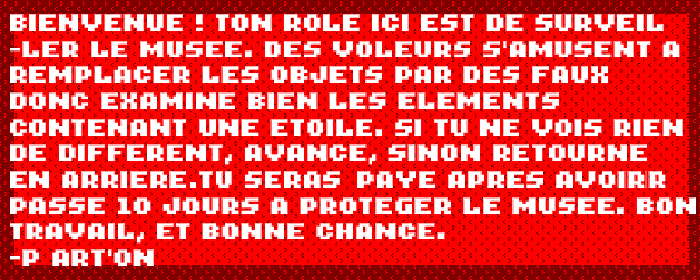 BIENVENUE ! TON ROLE ICI EST DE SURVEIL
-LER LE MUSEE. DES VOLEURS S'AMUSENT A
REMPLACER LES OBJETS PAR DES FAUX
DONC EXAMINE BIEN LES ELEMENTS
CONTENANT UNE ETOILE. SI TU NE VOIS RIEN
DE DIFFERENT, AVANCE, SINON RETOURNE
EN ARRIERE.TU SERAS PAYE APRES AVOIRR
PASSE 10 JOURS A PROTEGER LE MUSEE. BON
TRAVAIL, ET BONNE CHANCE.
-P ART'ON